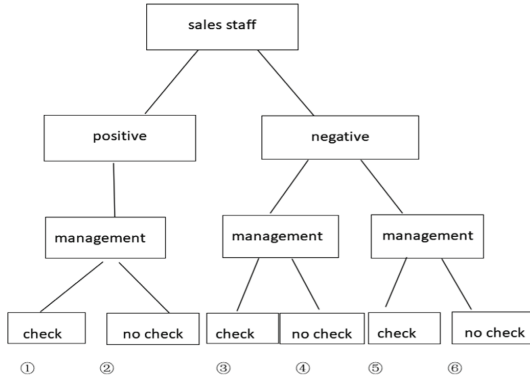 sales staff
positive
negative
management
management
management
check
no check
check
no check
check
no check
① ② ③ ④ ⑤ ⑥